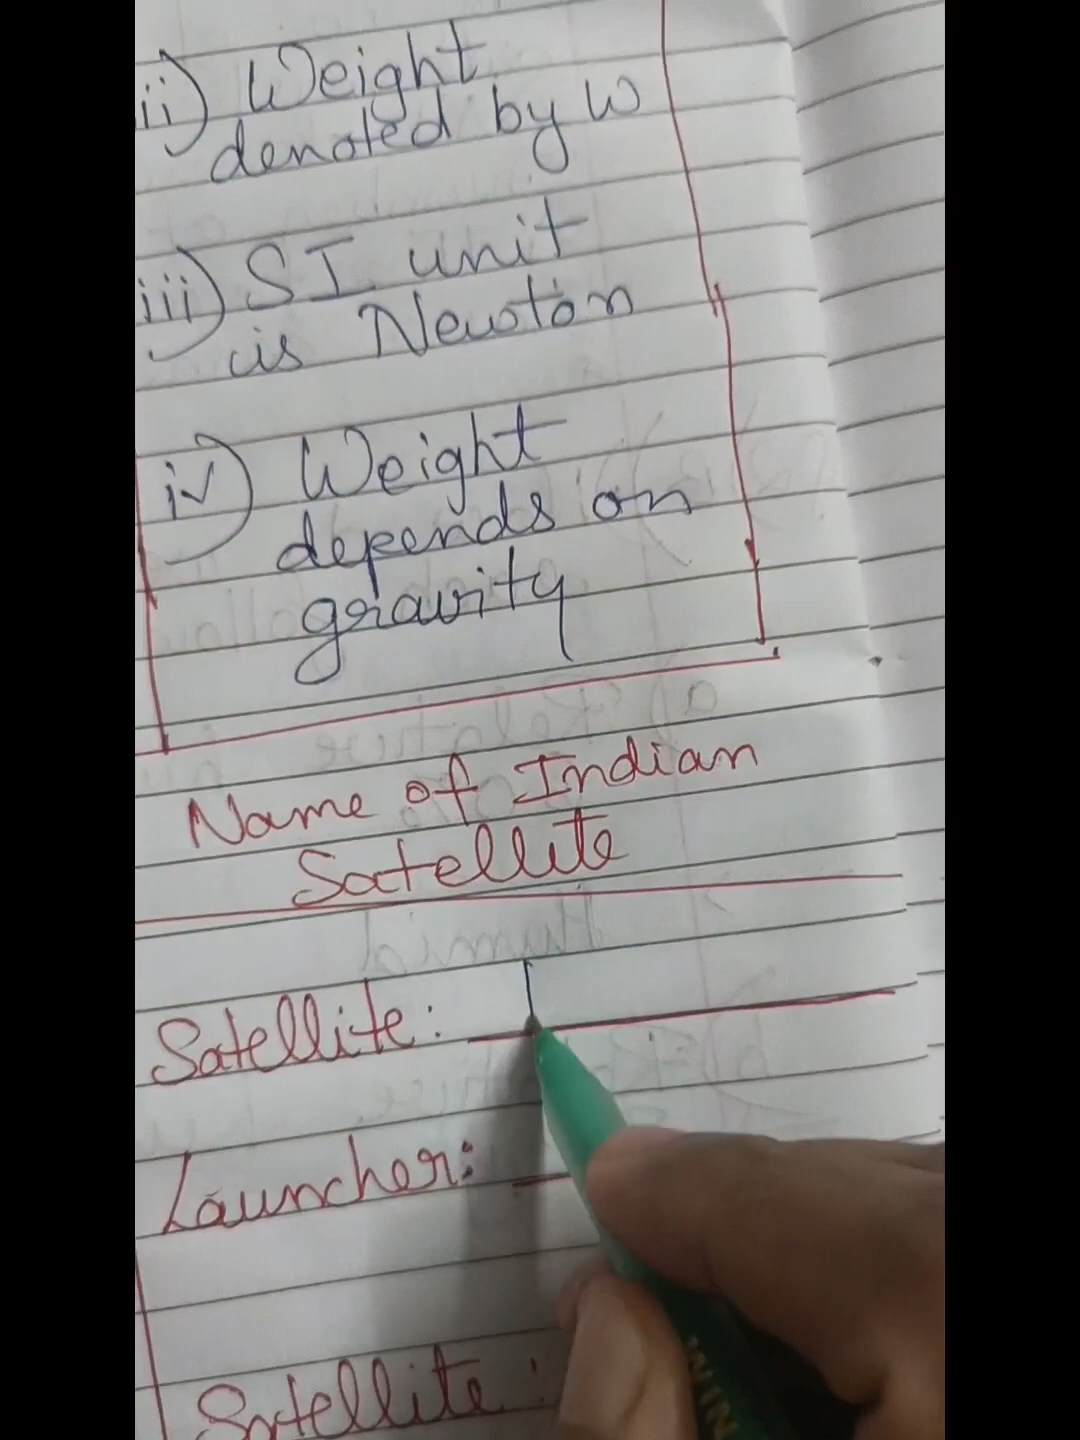 ii) Weight
denoted by W
iii) SI unit
is Newton
iv) Weight
depends on
gravity
Name of Indian
Satellite
Satellite:
Launcher:
Satellite :